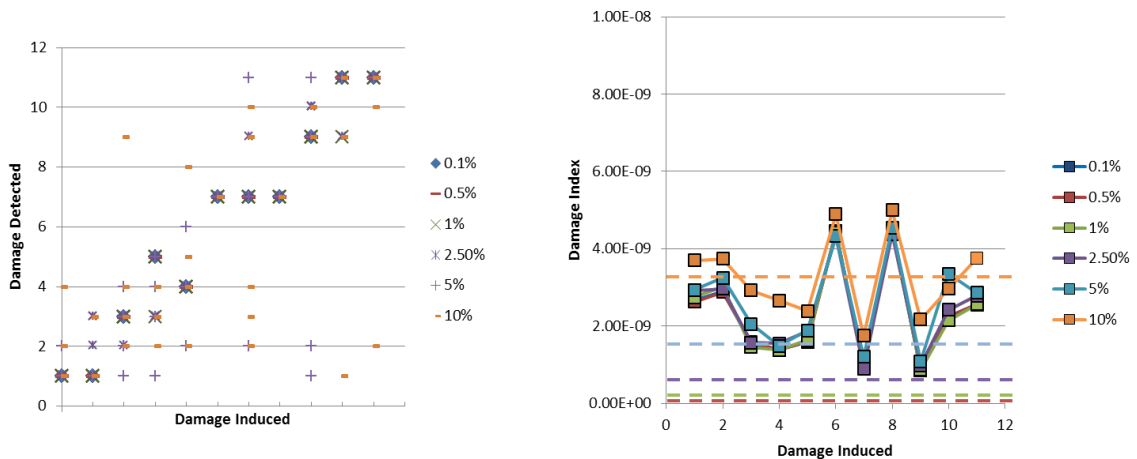 12
10
8
6
4
2
0
Damage Detected
Damage Induced
0.1%
0.5%
1%
2.50%
5%
10%
1.00E-08
8.00E-09
6.00E-09
4.00E-09
2.00E-09
0.00E+00
Damage Index
0 2 4 6 8 10 12
Damage Induced
0.1%
0.5%
1%
2.50%
5%
10%